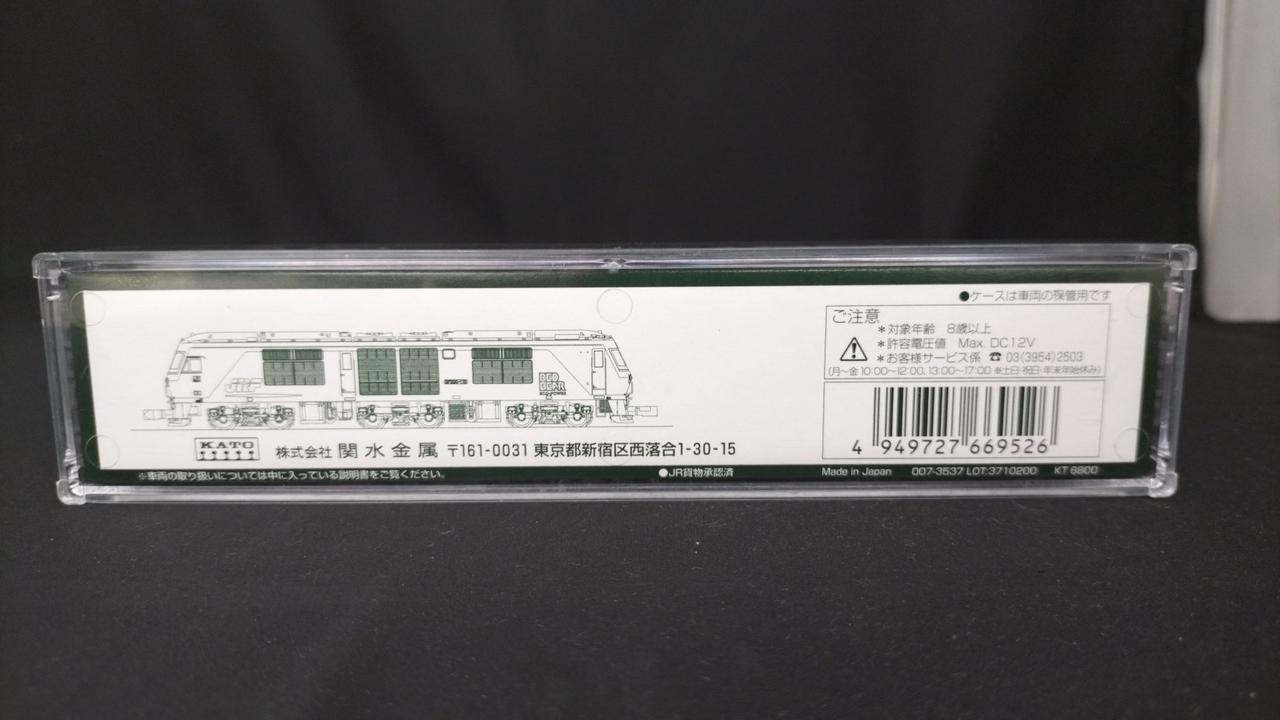 ●ケースは車両の保管用です
ご注意
*対象年齢 8歳以上
*許容電圧値 Max. DC12V
*お客様サービス係 ☎ 03(3954)2503
(月~金 10:00~12:00、13:00~17:00 ※土日・祝日・年末年始休み)
JRF
RED BEAR
4 949727 669526
KATO
株式会社 関水金属 〒161-0031 東京都新宿区西落合1-30-15
※車両の取り扱いについては中に入っている説明書をご覧ください。
●JR貨物承認済
Made in Japan 007-3537 LOT:3710200 KT 6800